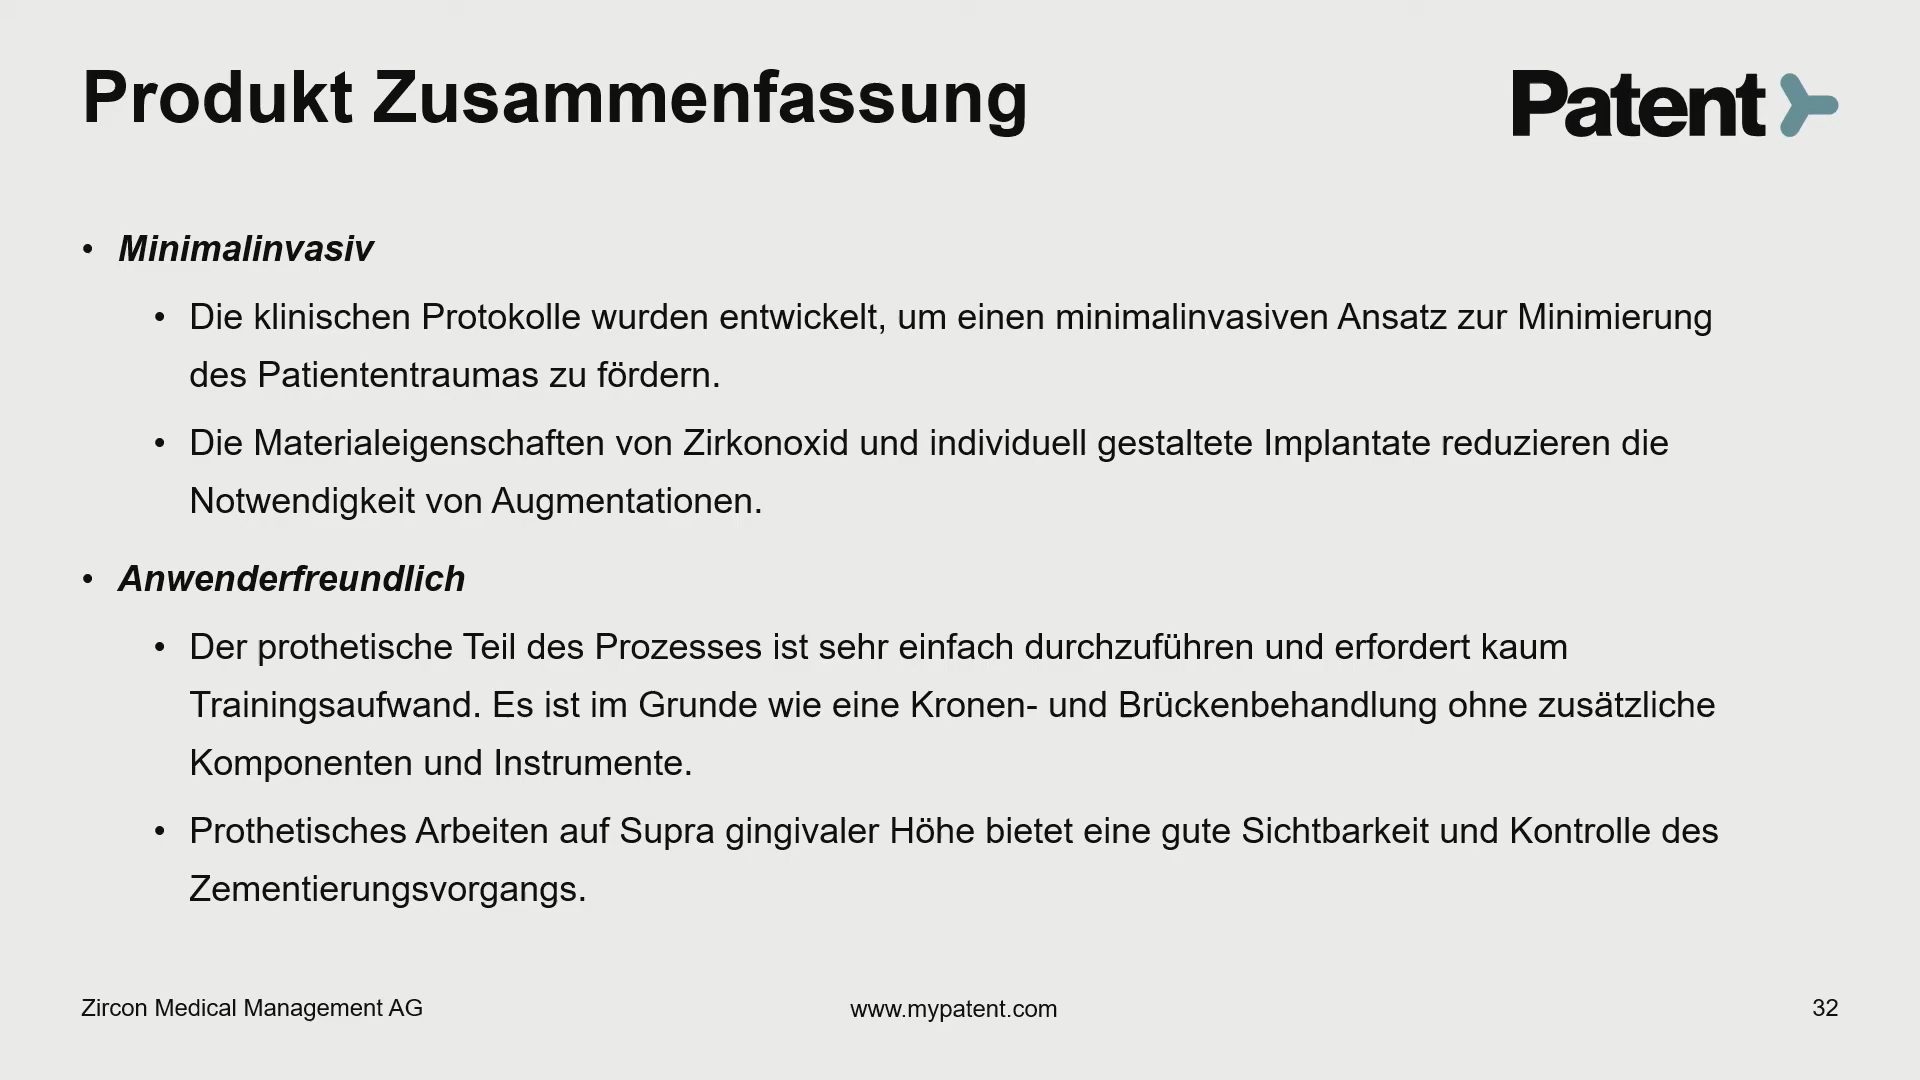 Produkt Zusammenfassung
Patent
• Minimalinvasiv
• Die klinischen Protokolle wurden entwickelt, um einen minimalinvasiven Ansatz zur Minimierung
des Patiententraumas zu fördern.
• Die Materialeigenschaften von Zirkonoxid und individuell gestaltete Implantate reduzieren die
Notwendigkeit von Augmentationen.
• Anwenderfreundlich
• Der prothetische Teil des Prozesses ist sehr einfach durchzuführen und erfordert kaum
Trainingsaufwand. Es ist im Grunde wie eine Kronen- und Brückenbehandlung ohne zusätzliche
Komponenten und Instrumente.
• Prothetisches Arbeiten auf Supra gingivaler Höhe bietet eine gute Sichtbarkeit und Kontrolle des
Zementierungsvorgangs.
Zircon Medical Management AG
www.mypatent.com
32